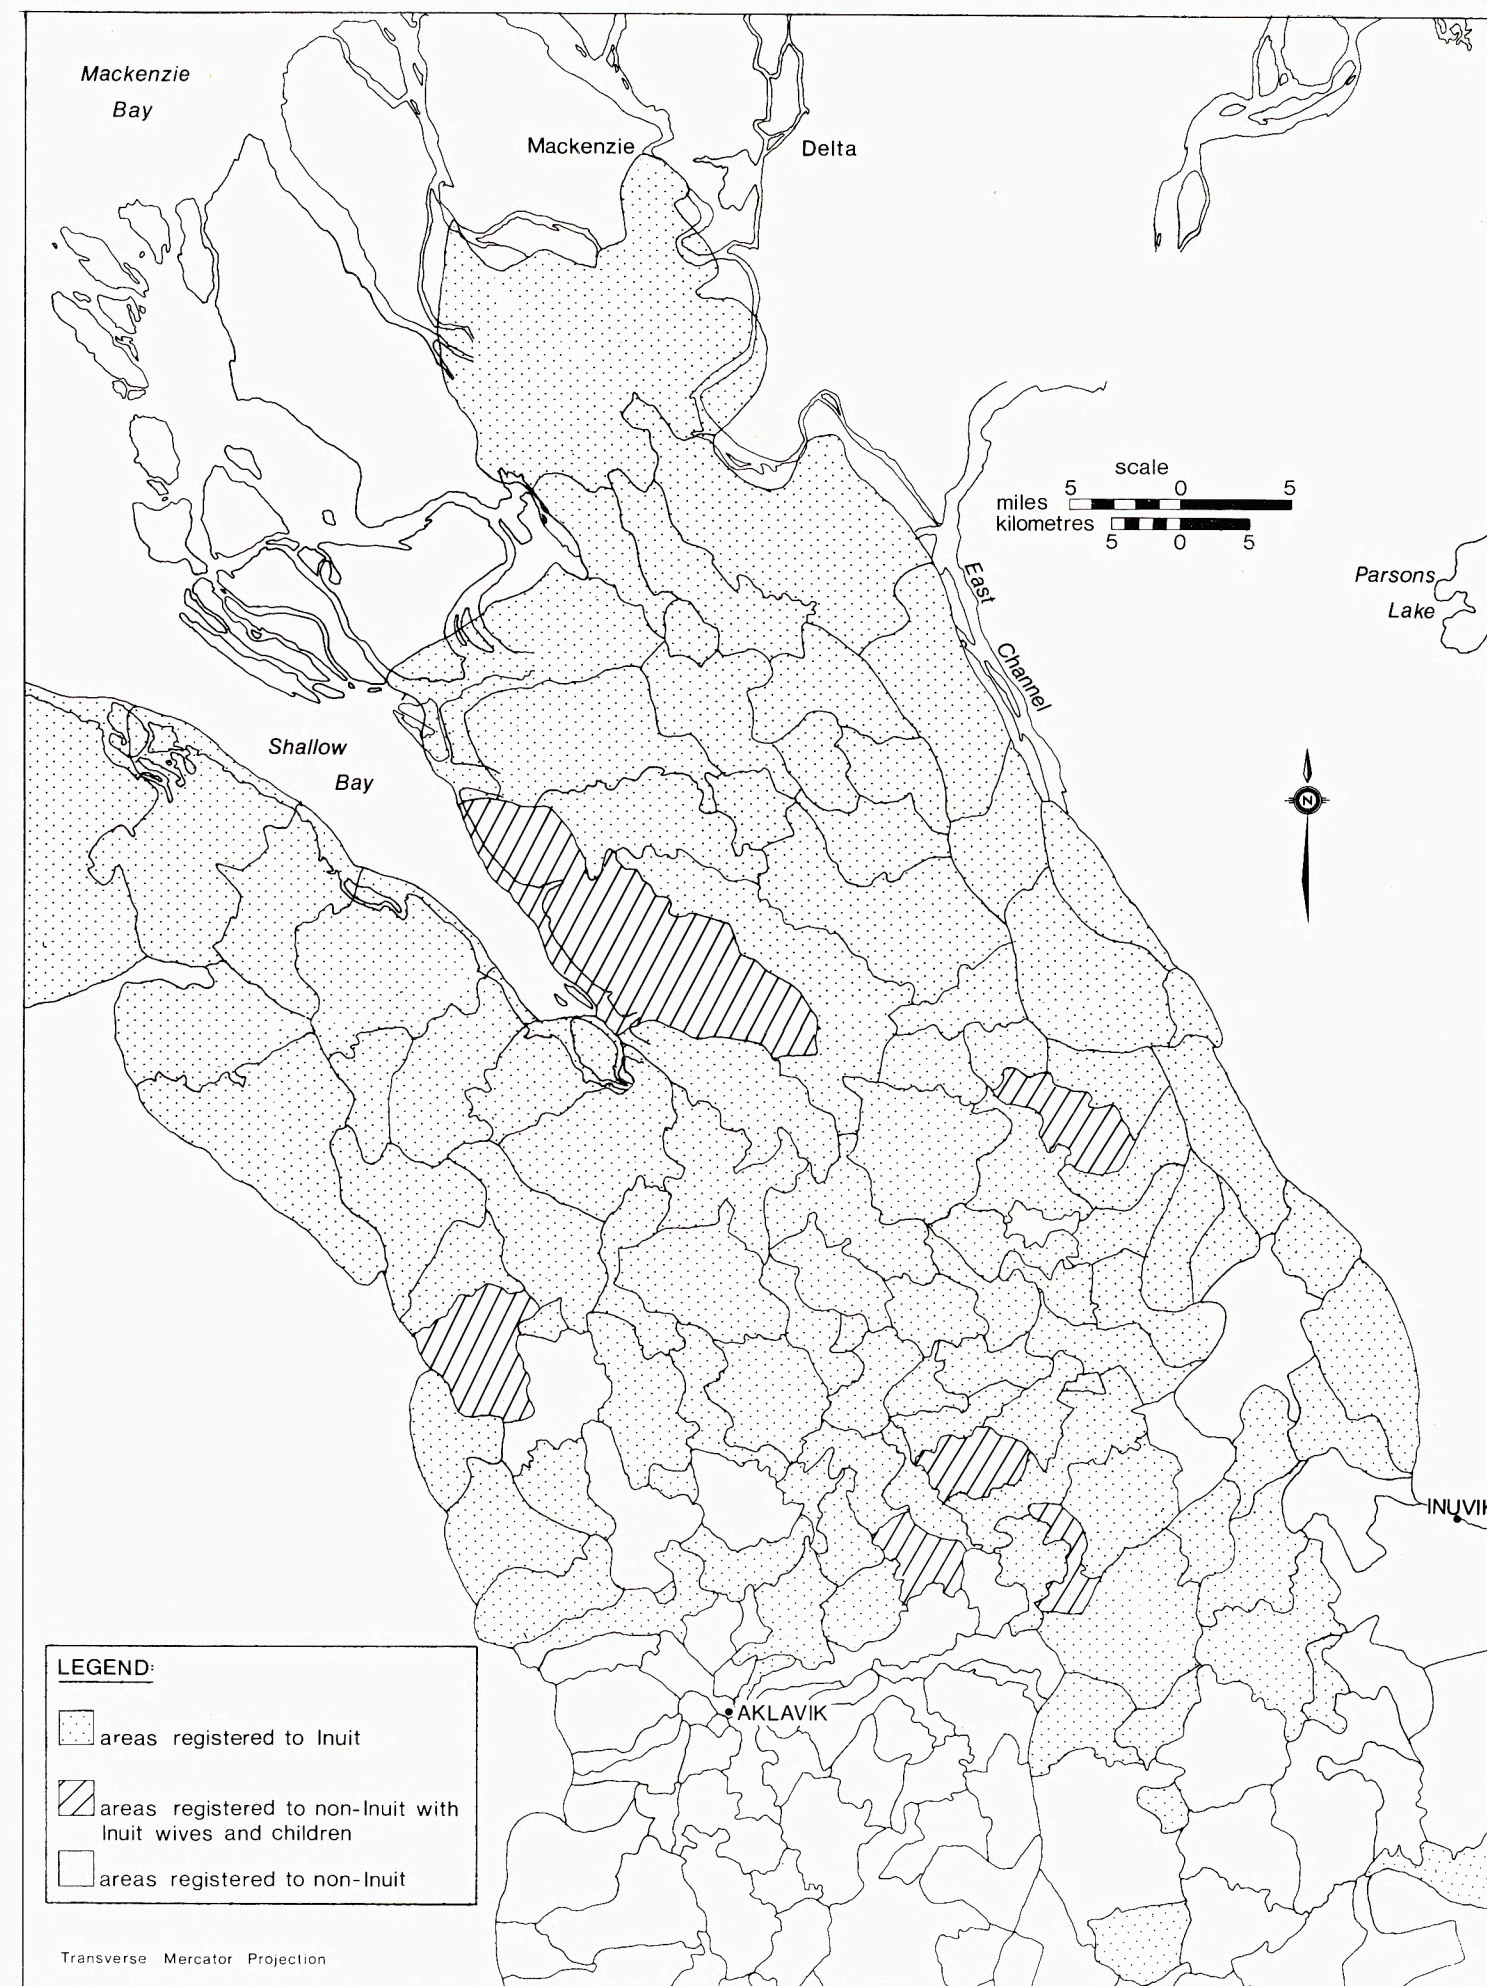 Mackenzie
Bay
Mackenzie
Delta
scale
5 0 5
miles
kilometres
5 0 5
East
Channel
Parsons
Lake
Shallow
Bay
N
INUVIK
AKLAVIK
LEGEND:
areas registered to Inuit
areas registered to non-Inuit with
Inuit wives and children
areas registered to non-Inuit
Transverse Mercator Projection